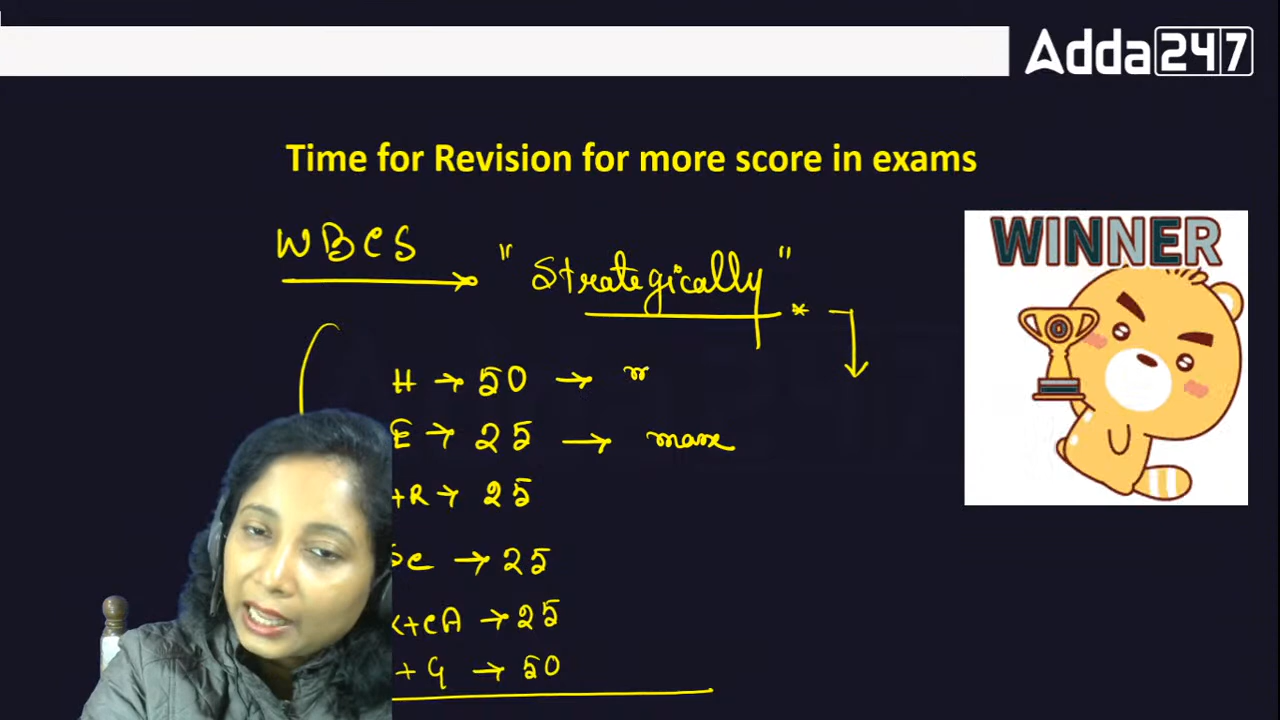 Adda247
Time for Revision for more score in exams
WBCS
"Strategically" *
WINNER
H → 50 →
E → 25 →
+R → 25
Sc → 25
+CA → 25
+ G → 50